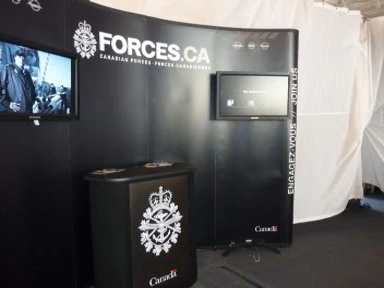 FORCES.CA
CANADIAN FORCES · FORCES CANADIENNES
ENGAGEZ-VOUS // JOIN US
Canada
Canada